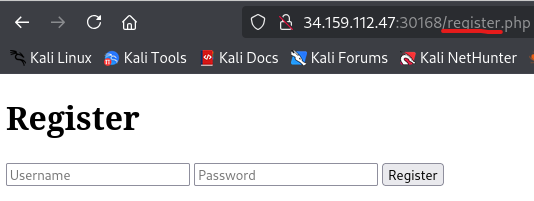 34.159.112.47:30168/register.php
Kali Linux Kali Tools Kali Docs Kali Forums Kali NetHunter
Register
Username Password Register